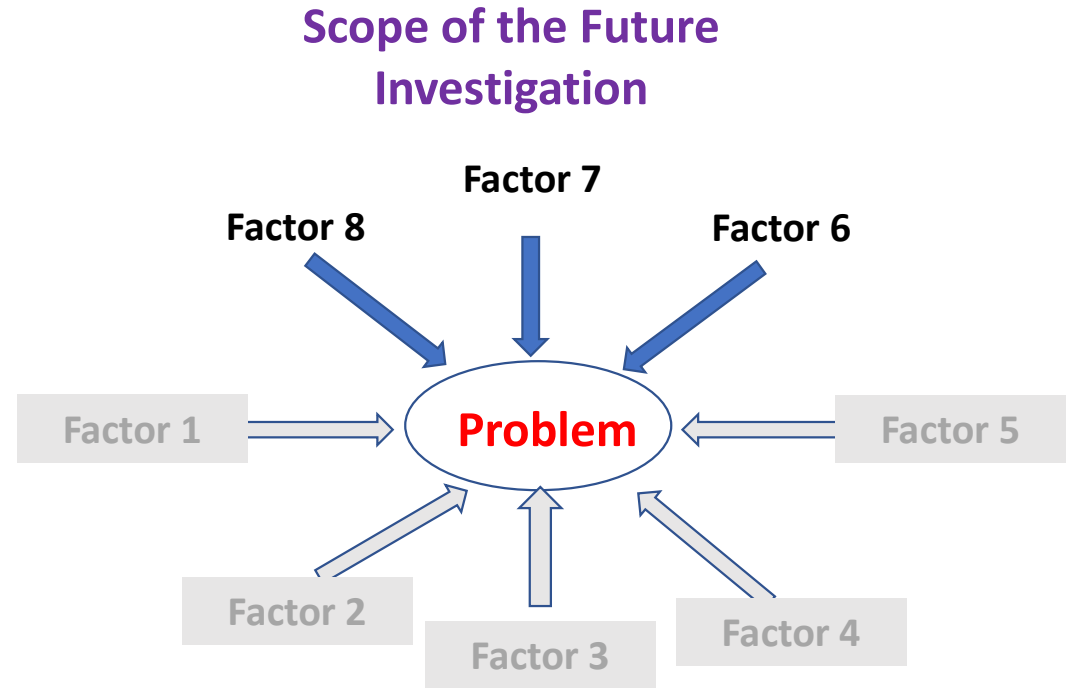 Scope of the Future
Investigation
Factor 7
Factor 8
Factor 6
Factor 1
Problem
Factor 5
Factor 2
Factor 3
Factor 4